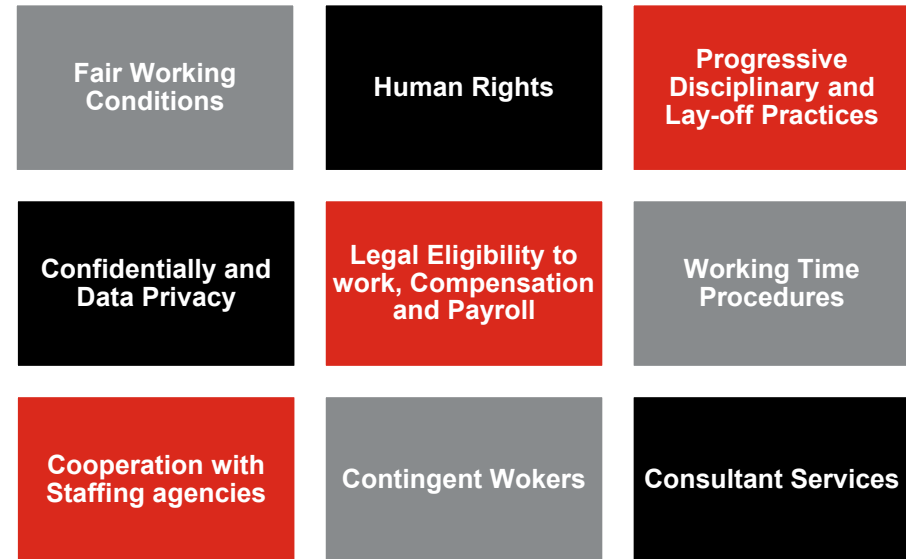 Fair Working
Conditions
Human Rights
Progressive
Disciplinary and
Lay-off Practices
Confidentially and
Data Privacy
Legal Eligibility to
work, Compensation
and Payroll
Working Time
Procedures
Cooperation with
Staffing agencies
Contingent Wokers
Consultant Services